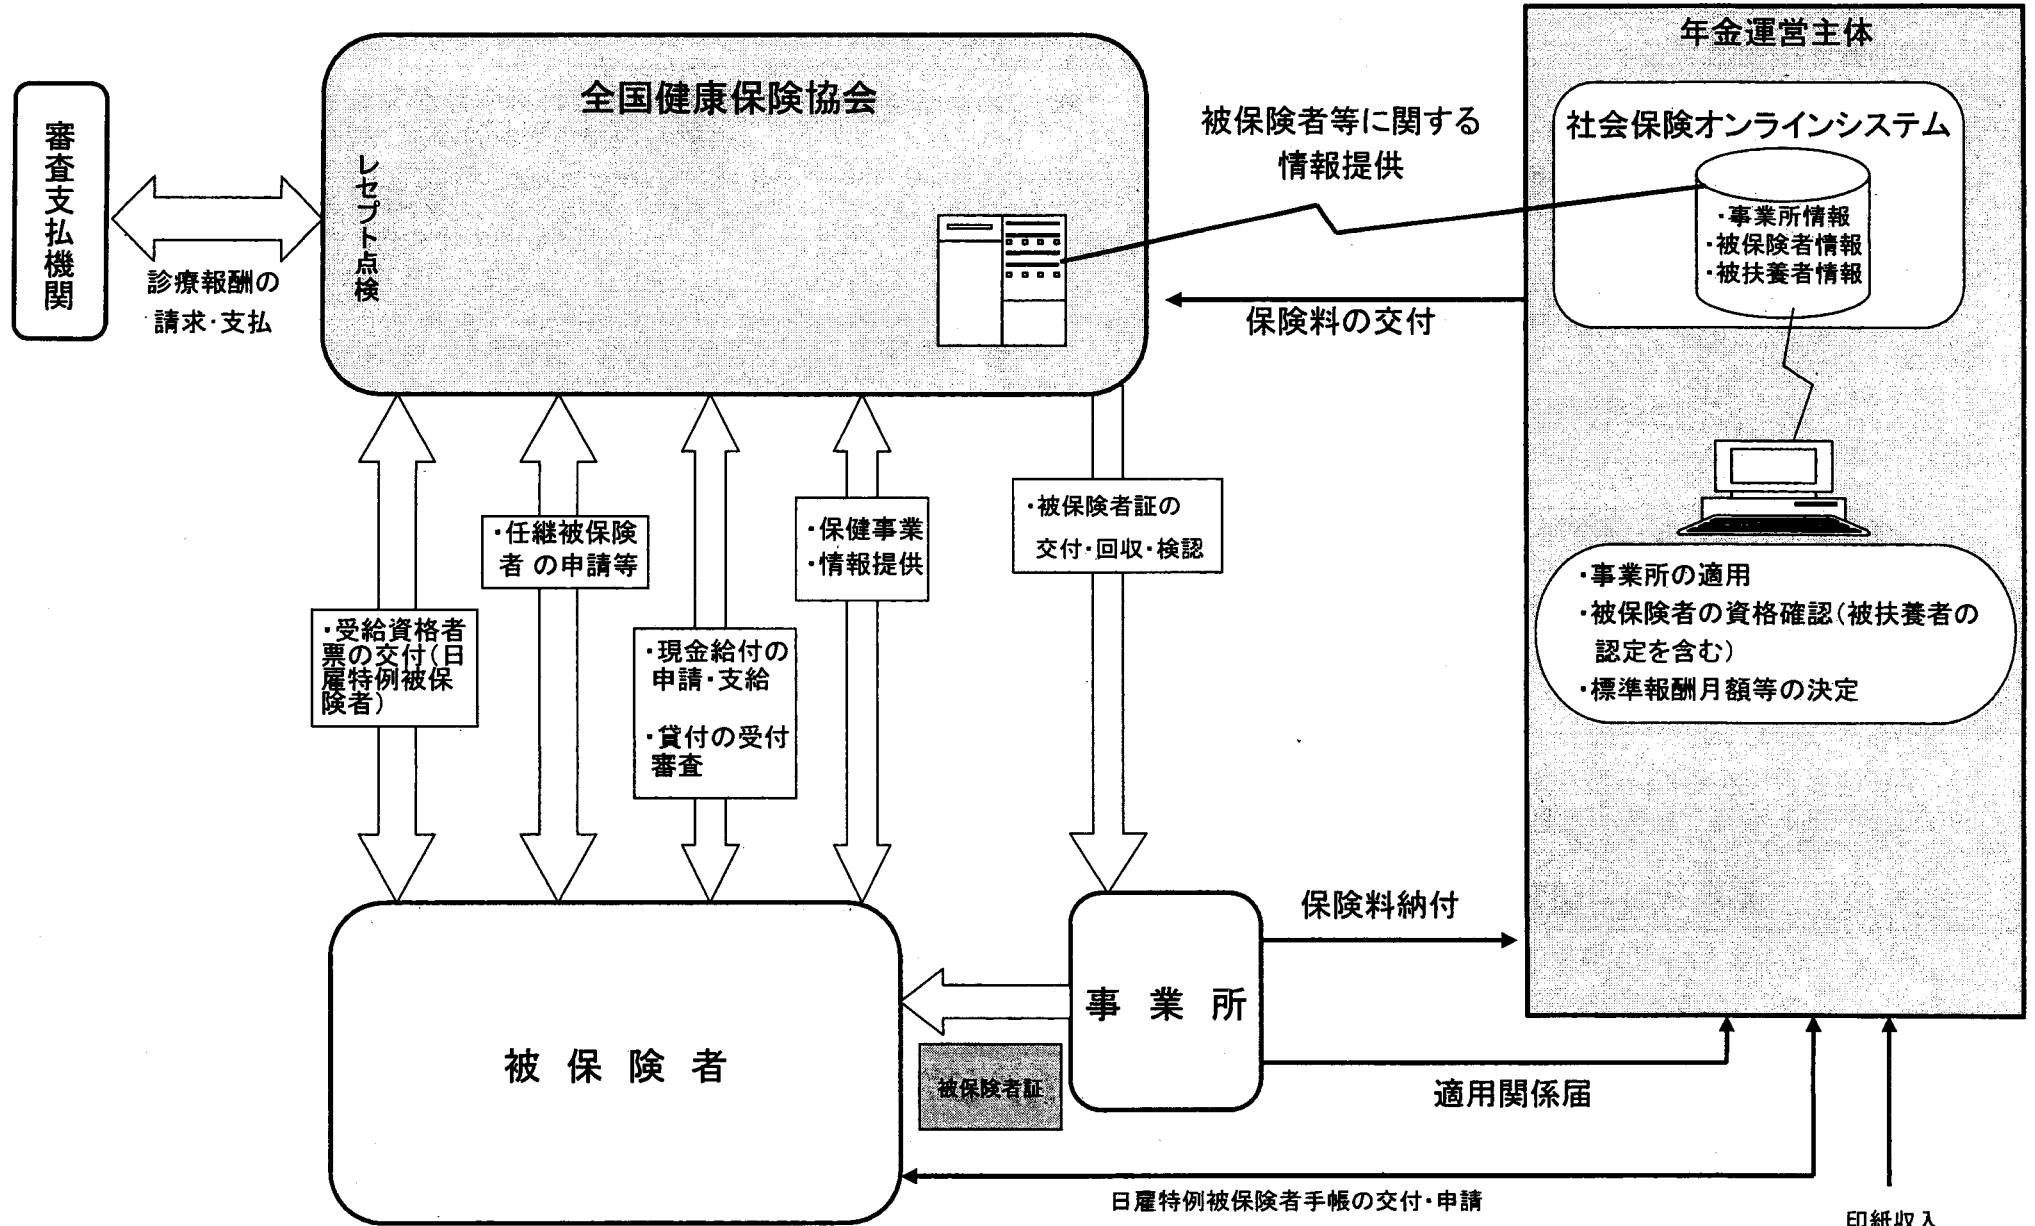 年金運営主体
全国健康保険協会
審査支払機関
レセプト点検
診療報酬の
請求・支払
被保険者等に関する
情報提供
社会保険オンラインシステム
・事業所情報
・被保険者情報
・被扶養者情報
保険料の交付
・受給資格者
票の交付(日
雇特例被保
険者)
・任継被保険
者 の申請等
・現金給付の
申請・支給
・貸付の受付
審査
・保健事業
・情報提供
・被保険者証の
交付・回収・検認
・事業所の適用
・被保険者の資格確認(被扶養者の
認定を含む)
・標準報酬月額等の決定
保険料納付
事業所
被保険者
被保険者証
適用関係届
日雇特例被保険者手帳の交付・申請
印紙収入